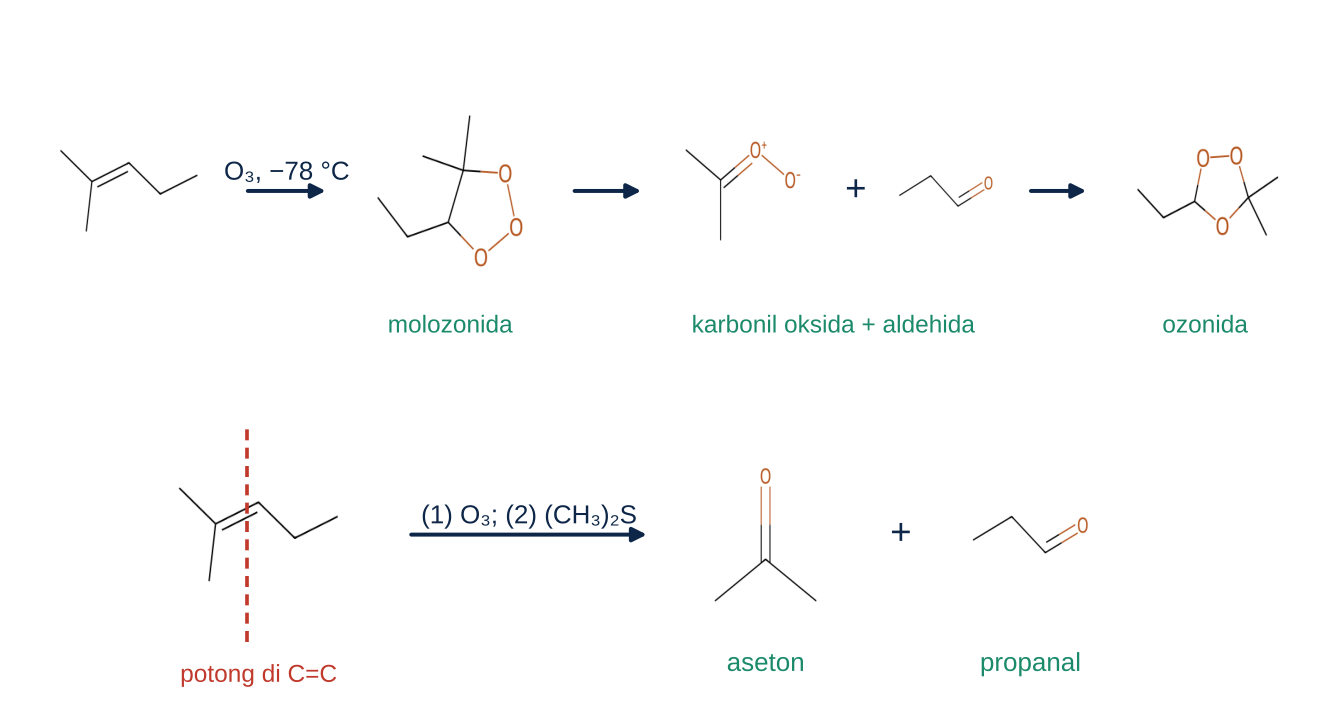 O₃, −78 °C
O
O
O
O⁺
O⁻
+
O
O
O
O
molozonida
karbonil oksida + aldehida
ozonida
(1) O₃; (2) (CH₃)₂S
O
+
O
aseton
propanal
potong di C=C